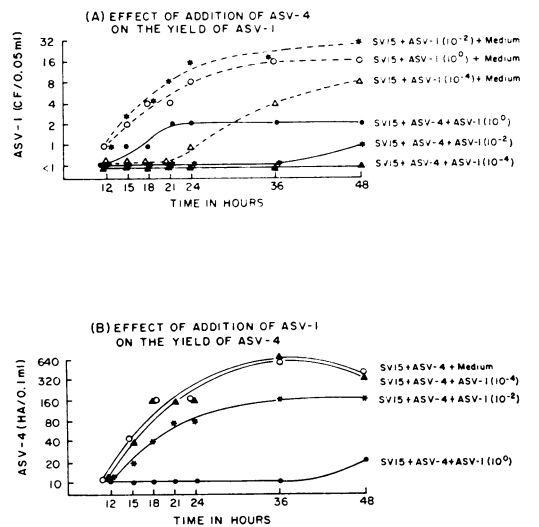 (A) EFFECT OF ADDITION OF ASV-4
ON THE YIELD OF ASV-1
ASV-1 (CF/0.05ml)
32
16
8
4
2
1
<1
12 15 18 21 24 36 48
TIME IN HOURS
SV15 + ASV-1 (10⁻²) + Medium
SV15 + ASV-1 (10⁰) + Medium
SV15 + ASV-1 (10⁻⁴) + Medium
SV15 + ASV-4 + ASV-1 (10⁰)
SV15 + ASV-4 + ASV-1 (10⁻²)
SV15 + ASV-4 + ASV-1 (10⁻⁴)
(B) EFFECT OF ADDITION OF ASV-1
ON THE YIELD OF ASV-4
ASV-4 (HA/0.1ml)
640
320
160
80
40
20
10
12 15 18 21 24 36 48
TIME IN HOURS
SV15 + ASV-4 + Medium
SV15 + ASV-4 + ASV-1 (10⁻⁴)
SV15 + ASV-4 + ASV-1 (10⁻²)
SV15 + ASV-4 + ASV-1 (10⁰)